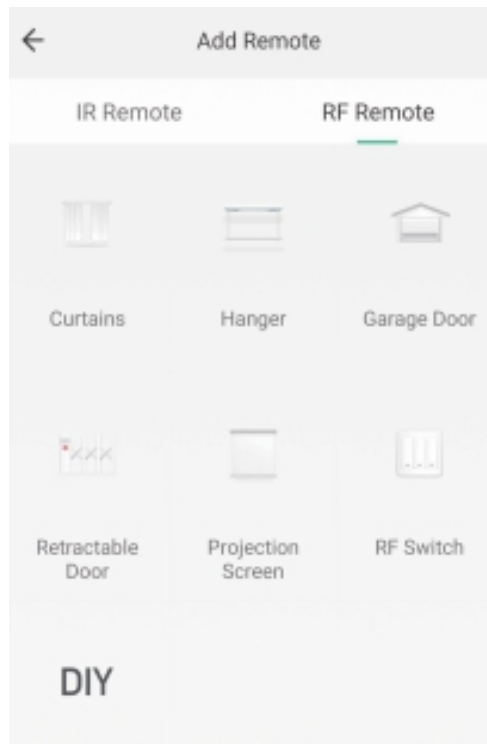 Add Remote
IR Remote
RF Remote
Curtains
Hanger
Garage Door
Retractable
Door
Projection
Screen
RF Switch
DIY